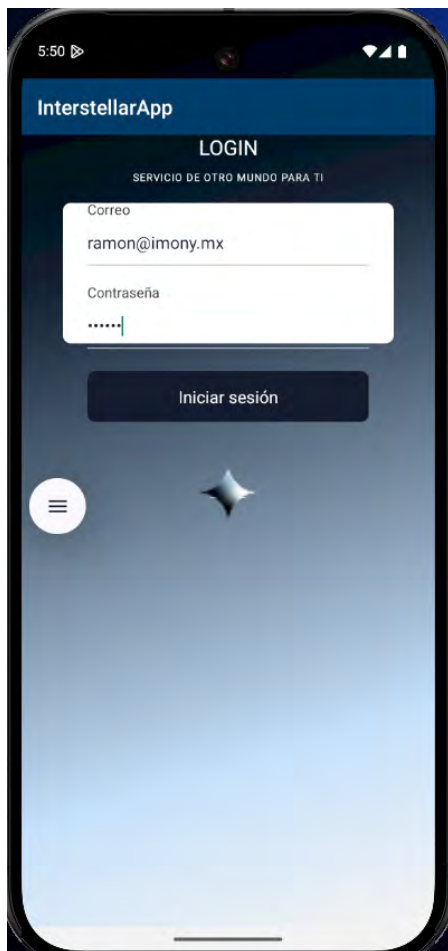 5:50
InterstellarApp
LOGIN
SERVICIO DE OTRO MUNDO PARA TI
Correo
ramon@imony.mx
Contraseña
••••••
Iniciar sesión